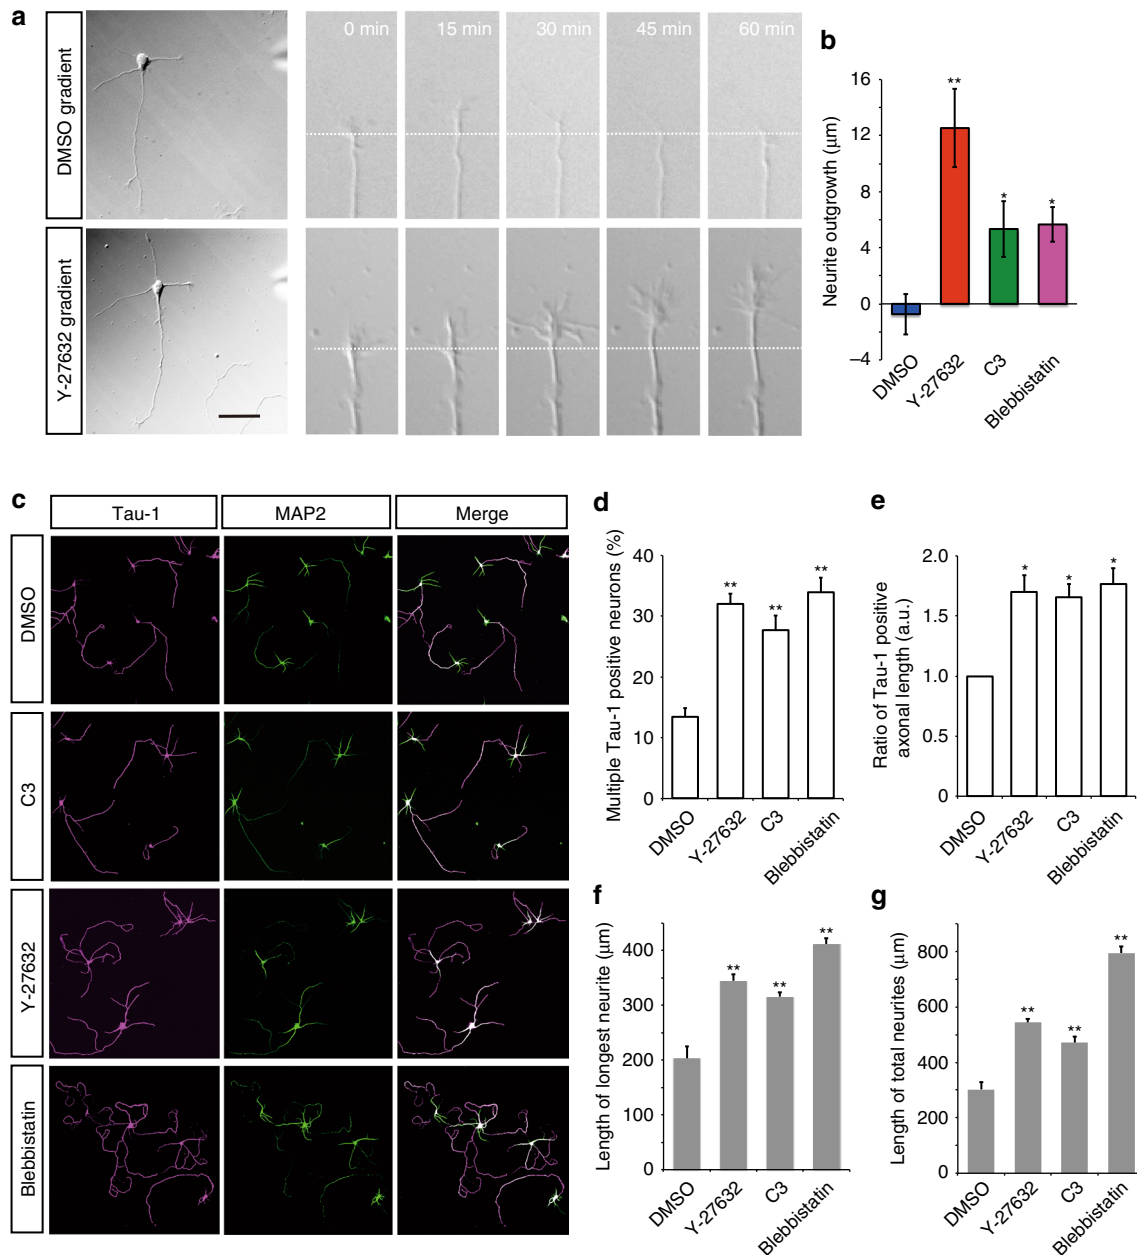 a
DMSO gradient
0 min
15 min
30 min
45 min
60 min
Y-27632 gradient
b
Neurite outgrowth (μm)
16
12
8
4
0
–4
**
*
*
DMSO
Y-27632
C3
Blebbistatin
c
Tau-1
MAP2
Merge
DMSO
C3
Y-27632
Blebbistatin
d
Multiple Tau-1 positive neurons (%)
40
30
20
10
0
**
**
**
DMSO
Y-27632
C3
Blebbistatin
e
Ratio of Tau-1 positive
axonal length (a.u.)
2.0
1.5
1.0
0.5
0
*
*
*
DMSO
Y-27632
C3
Blebbistatin
f
Length of longest neurite (μm)
400
300
200
100
0
**
**
**
DMSO
Y-27632
C3
Blebbistatin
g
Length of total neurites (μm)
800
600
400
200
0
**
**
**
DMSO
Y-27632
C3
Blebbistatin